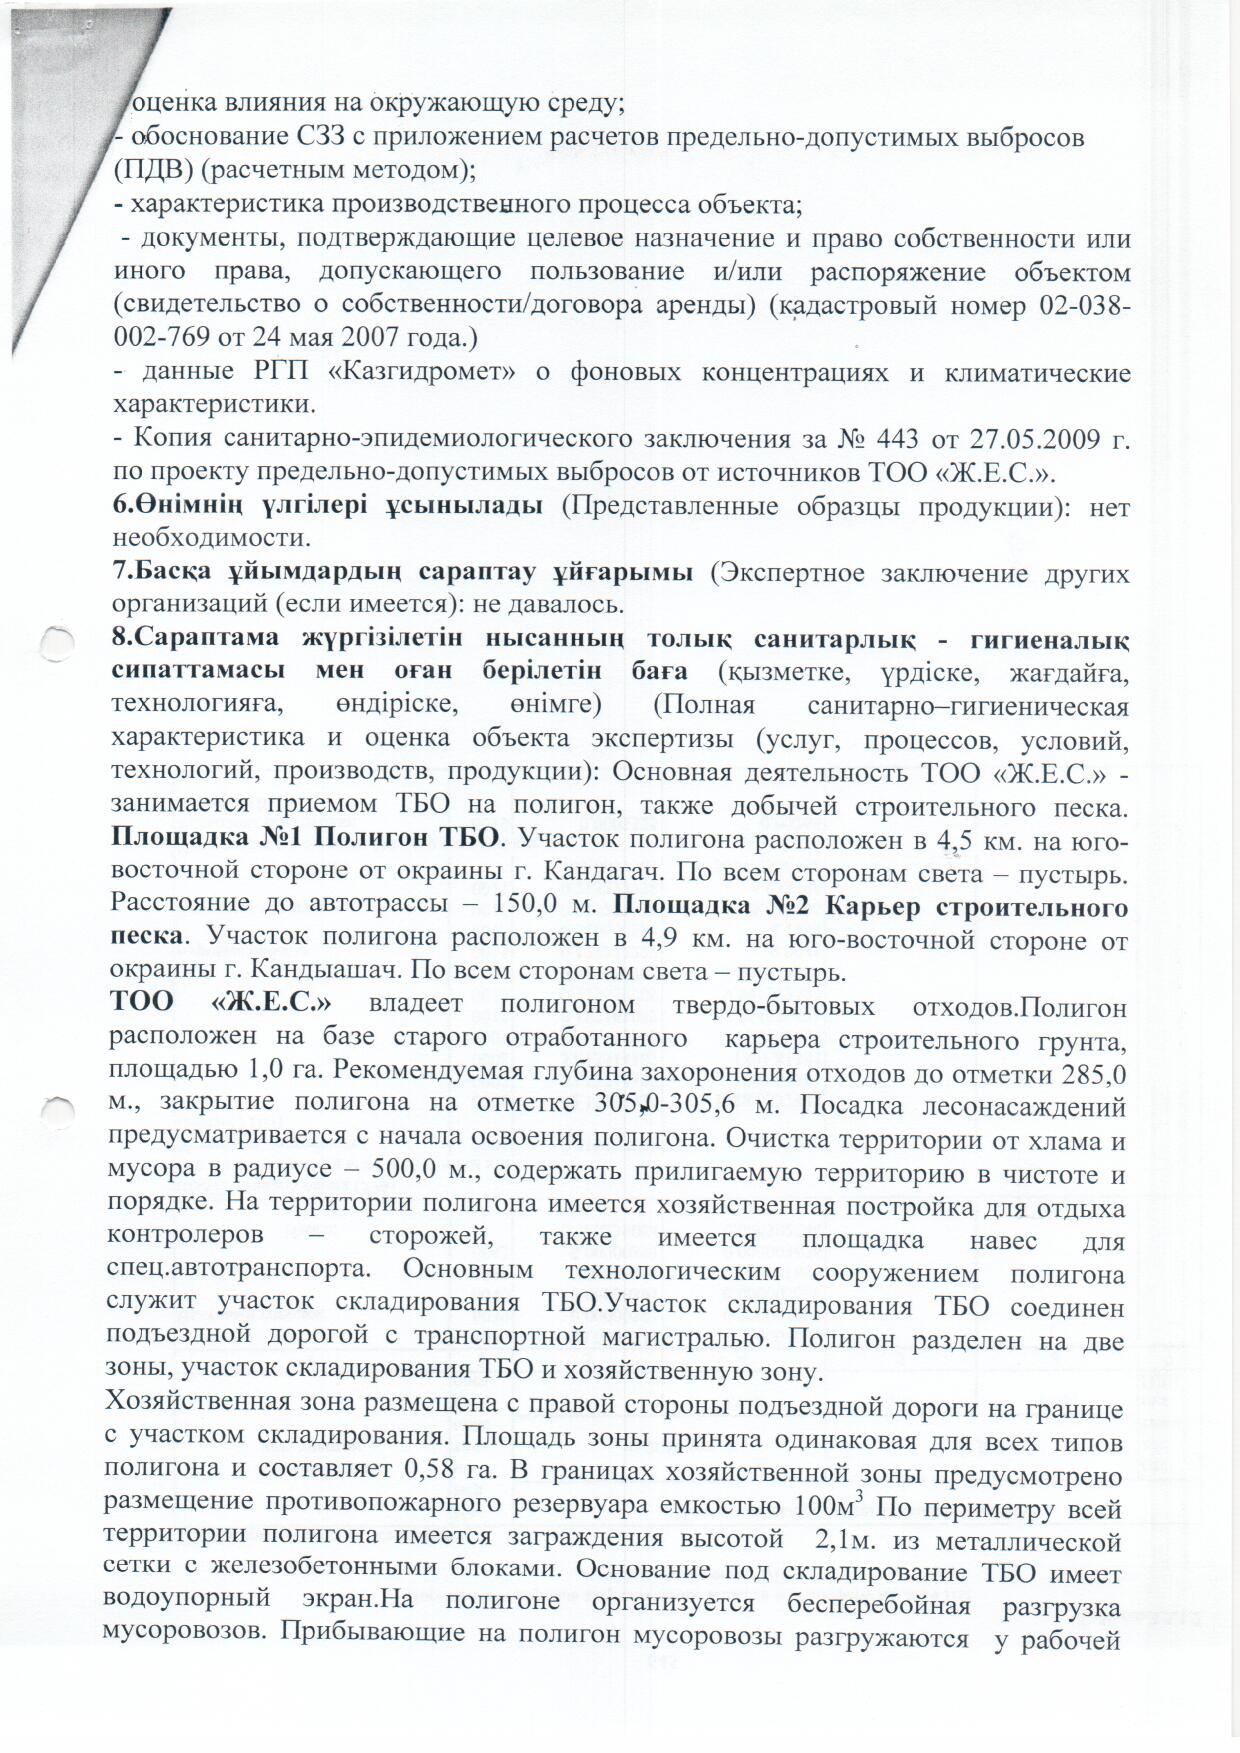 оценка влияния на окружающую среду;
- обоснование СЗЗ с приложением расчетов предельно-допустимых выбросов
(ПДВ) (расчетным методом);
- характеристика производственного процесса объекта;
- документы, подтверждающие целевое назначение и право собственности или
иного права, допускающего пользование и/или распоряжение объектом
(свидетельство о собственности/договора аренды) (кадастровый номер 02-038-
002-769 от 24 мая 2007 года.)
- данные РГП «Казгидромет» о фоновых концентрациях и климатические
характеристики.
- Копия санитарно-эпидемиологического заключения за № 443 от 27.05.2009 г.
по проекту предельно-допустимых выбросов от источников ТОО «Ж.Е.С.».
6.Өнімнің үлгілері ұсынылады (Представленные образцы продукции): нет
необходимости.
7.Басқа ұйымдардың сараптау ұйғарымы (Экспертное заключение других
организаций (если имеется): не давалось.
8.Сараптама жүргізілетін нысанның толық санитарлық - гигиеналық
сипаттамасы мен оған берілетін баға (қызметке, үрдіске, жағдайға,
технологияға, өндіріске, өнімге) (Полная санитарно–гигиеническая
характеристика и оценка объекта экспертизы (услуг, процессов, условий,
технологий, производств, продукции): Основная деятельность ТОО «Ж.Е.С.» -
занимается приемом ТБО на полигон, также добычей строительного песка.
Площадка №1 Полигон ТБО. Участок полигона расположен в 4,5 км. на юго-
восточной стороне от окраины г. Кандагач. По всем сторонам света – пустырь.
Расстояние до автотрассы – 150,0 м. Площадка №2 Карьер строительного
песка. Участок полигона расположен в 4,9 км. на юго-восточной стороне от
окраины г. Кандыашач. По всем сторонам света – пустырь.
ТОО «Ж.Е.С.» владеет полигоном твердо-бытовых отходов.Полигон
расположен на базе старого отработанного карьера строительного грунта,
площадью 1,0 га. Рекомендуемая глубина захоронения отходов до отметки 285,0
м., закрытие полигона на отметке 305,0-305,6 м. Посадка лесонасаждений
предусматривается с начала освоения полигона. Очистка территории от хлама и
мусора в радиусе – 500,0 м., содержать прилигаемую территорию в чистоте и
порядке. На территории полигона имеется хозяйственная постройка для отдыха
контролеров – сторожей, также имеется площадка навес для
спец.автотранспорта. Основным технологическим сооружением полигона
служит участок складирования ТБО.Участок складирования ТБО соединен
подъездной дорогой с транспортной магистралью. Полигон разделен на две
зоны, участок складирования ТБО и хозяйственную зону.
Хозяйственная зона размещена с правой стороны подъездной дороги на границе
с участком складирования. Площадь зоны принята одинаковая для всех типов
полигона и составляет 0,58 га. В границах хозяйственной зоны предусмотрено
размещение противопожарного резервуара емкостью 100м³ По периметру всей
территории полигона имеется заграждения высотой 2,1м. из металлической
сетки с железобетонными блоками. Основание под складирование ТБО имеет
водоупорный экран.На полигоне организуется бесперебойная разгрузка
мусоровозов. Прибывающие на полигон мусоровозы разгружаются у рабочей